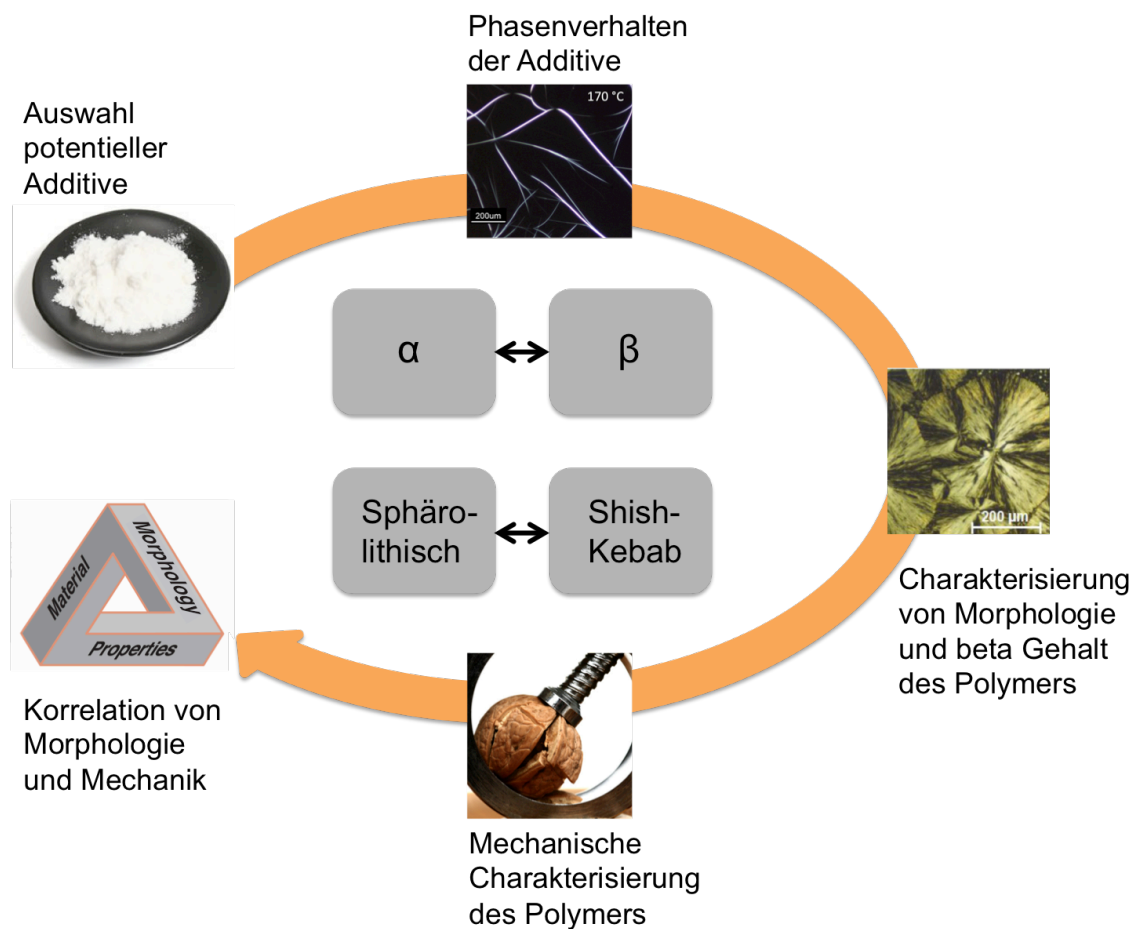 Phasenverhalten
der Additive
170 °C
200um
Auswahl
potentieller
Additive
α
β
Sphäro-
lithisch
Shish-
Kebab
200 µm
Charakterisierung
von Morphologie
und beta Gehalt
des Polymers
Mechanische
Charakterisierung
des Polymers
Material
Morphology
Properties
Korrelation von
Morphologie
und Mechanik